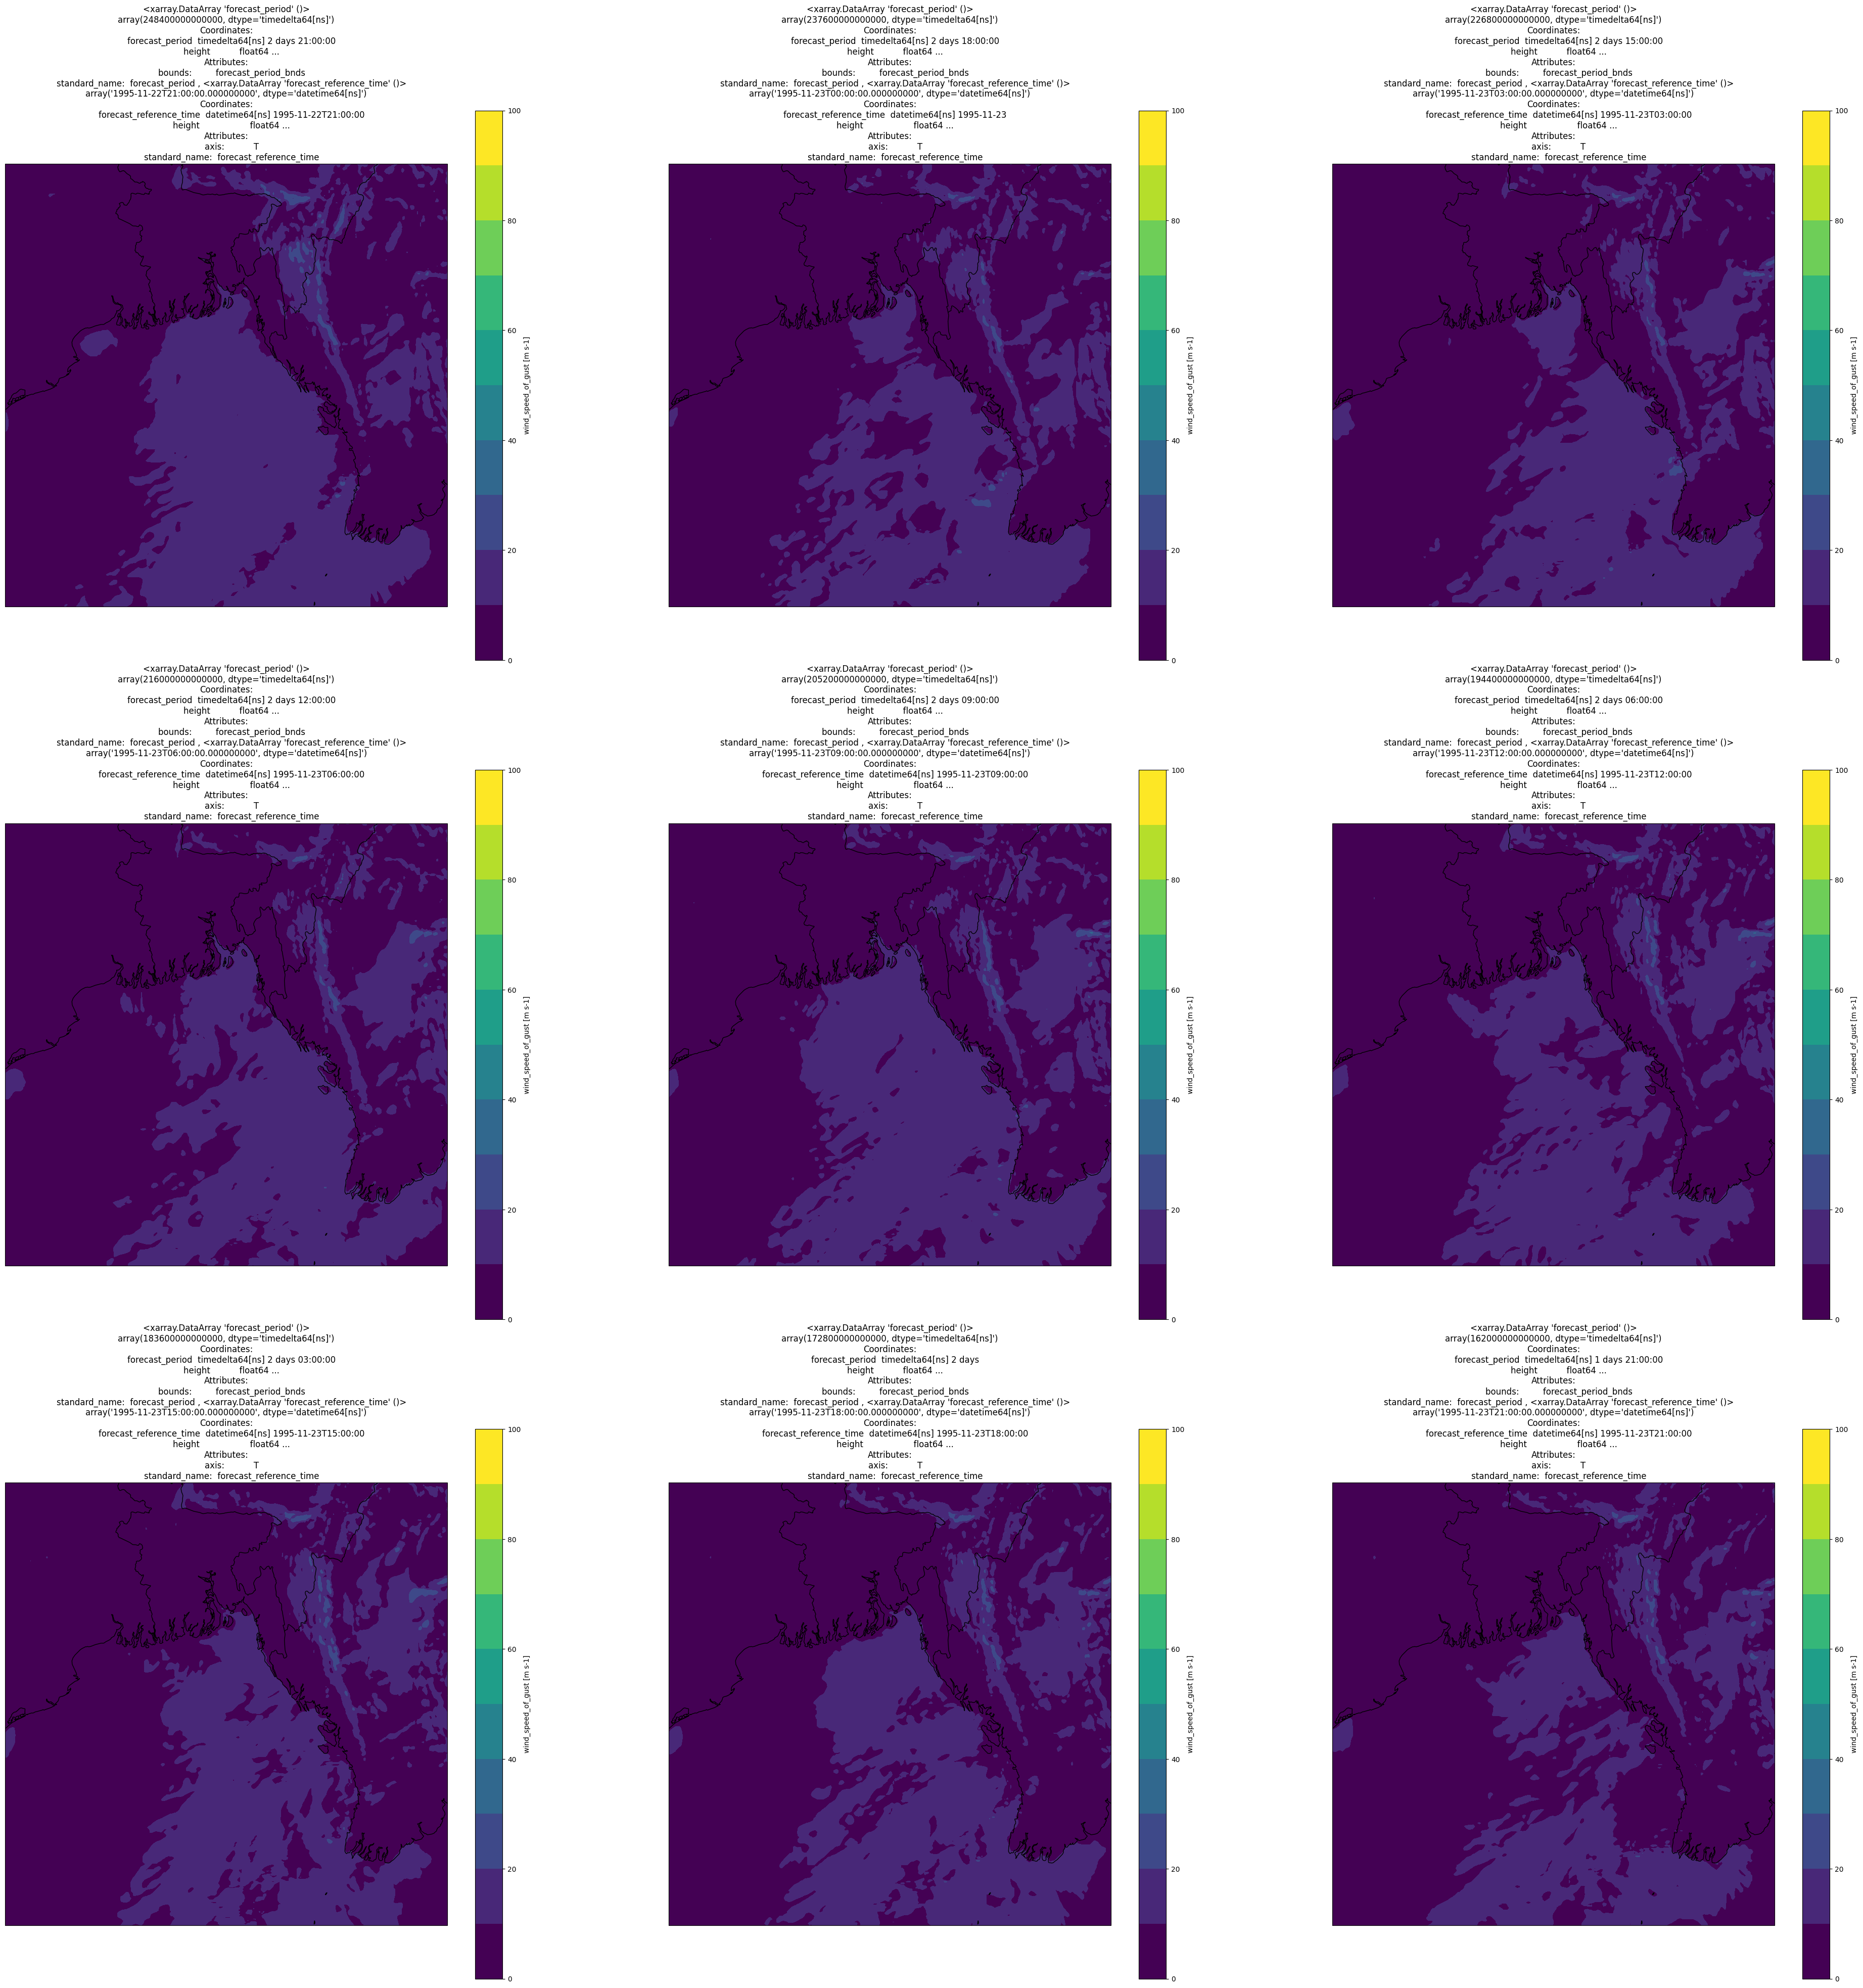 <xarray.DataArray 'forecast_period' ()>
array(248400000000000, dtype='timedelta64[ns]')
Coordinates:
forecast_period  timedelta64[ns] 2 days 21:00:00
height           float64 ...
Attributes:
bounds:         forecast_period_bnds
standard_name:  forecast_period , <xarray.DataArray 'forecast_reference_time' ()>
array('1995-11-22T21:00:00.000000000', dtype='datetime64[ns]')
Coordinates:
forecast_reference_time  datetime64[ns] 1995-11-22T21:00:00
height                   float64 ...
Attributes:
axis:           T
standard_name:  forecast_reference_time
100
80
60
40
20
0
wind_speed_of_gust [m s-1]
<xarray.DataArray 'forecast_period' ()>
array(237600000000000, dtype='timedelta64[ns]')
Coordinates:
forecast_period  timedelta64[ns] 2 days 18:00:00
height           float64 ...
Attributes:
bounds:         forecast_period_bnds
standard_name:  forecast_period , <xarray.DataArray 'forecast_reference_time' ()>
array('1995-11-23T00:00:00.000000000', dtype='datetime64[ns]')
Coordinates:
forecast_reference_time  datetime64[ns] 1995-11-23
height                   float64 ...
Attributes:
axis:           T
standard_name:  forecast_reference_time
100
80
60
40
20
0
wind_speed_of_gust [m s-1]
<xarray.DataArray 'forecast_period' ()>
array(226800000000000, dtype='timedelta64[ns]')
Coordinates:
forecast_period  timedelta64[ns] 2 days 15:00:00
height           float64 ...
Attributes:
bounds:         forecast_period_bnds
standard_name:  forecast_period , <xarray.DataArray 'forecast_reference_time' ()>
array('1995-11-23T03:00:00.000000000', dtype='datetime64[ns]')
Coordinates:
forecast_reference_time  datetime64[ns] 1995-11-23T03:00:00
height                   float64 ...
Attributes:
axis:           T
standard_name:  forecast_reference_time
100
80
60
40
20
0
wind_speed_of_gust [m s-1]
<xarray.DataArray 'forecast_period' ()>
array(216000000000000, dtype='timedelta64[ns]')
Coordinates:
forecast_period  timedelta64[ns] 2 days 12:00:00
height           float64 ...
Attributes:
bounds:         forecast_period_bnds
standard_name:  forecast_period , <xarray.DataArray 'forecast_reference_time' ()>
array('1995-11-23T06:00:00.000000000', dtype='datetime64[ns]')
Coordinates:
forecast_reference_time  datetime64[ns] 1995-11-23T06:00:00
height                   float64 ...
Attributes:
axis:           T
standard_name:  forecast_reference_time
100
80
60
40
20
0
wind_speed_of_gust [m s-1]
<xarray.DataArray 'forecast_period' ()>
array(205200000000000, dtype='timedelta64[ns]')
Coordinates:
forecast_period  timedelta64[ns] 2 days 09:00:00
height           float64 ...
Attributes:
bounds:         forecast_period_bnds
standard_name:  forecast_period , <xarray.DataArray 'forecast_reference_time' ()>
array('1995-11-23T09:00:00.000000000', dtype='datetime64[ns]')
Coordinates:
forecast_reference_time  datetime64[ns] 1995-11-23T09:00:00
height                   float64 ...
Attributes:
axis:           T
standard_name:  forecast_reference_time
100
80
60
40
20
0
wind_speed_of_gust [m s-1]
<xarray.DataArray 'forecast_period' ()>
array(194400000000000, dtype='timedelta64[ns]')
Coordinates:
forecast_period  timedelta64[ns] 2 days 06:00:00
height           float64 ...
Attributes:
bounds:         forecast_period_bnds
standard_name:  forecast_period , <xarray.DataArray 'forecast_reference_time' ()>
array('1995-11-23T12:00:00.000000000', dtype='datetime64[ns]')
Coordinates:
forecast_reference_time  datetime64[ns] 1995-11-23T12:00:00
height                   float64 ...
Attributes:
axis:           T
standard_name:  forecast_reference_time
100
80
60
40
20
0
wind_speed_of_gust [m s-1]
<xarray.DataArray 'forecast_period' ()>
array(183600000000000, dtype='timedelta64[ns]')
Coordinates:
forecast_period  timedelta64[ns] 2 days 03:00:00
height           float64 ...
Attributes:
bounds:         forecast_period_bnds
standard_name:  forecast_period , <xarray.DataArray 'forecast_reference_time' ()>
array('1995-11-23T15:00:00.000000000', dtype='datetime64[ns]')
Coordinates:
forecast_reference_time  datetime64[ns] 1995-11-23T15:00:00
height                   float64 ...
Attributes:
axis:           T
standard_name:  forecast_reference_time
100
80
60
40
20
0
wind_speed_of_gust [m s-1]
<xarray.DataArray 'forecast_period' ()>
array(172800000000000, dtype='timedelta64[ns]')
Coordinates:
forecast_period  timedelta64[ns] 2 days
height           float64 ...
Attributes:
bounds:         forecast_period_bnds
standard_name:  forecast_period , <xarray.DataArray 'forecast_reference_time' ()>
array('1995-11-23T18:00:00.000000000', dtype='datetime64[ns]')
Coordinates:
forecast_reference_time  datetime64[ns] 1995-11-23T18:00:00
height                   float64 ...
Attributes:
axis:           T
standard_name:  forecast_reference_time
100
80
60
40
20
0
wind_speed_of_gust [m s-1]
<xarray.DataArray 'forecast_period' ()>
array(162000000000000, dtype='timedelta64[ns]')
Coordinates:
forecast_period  timedelta64[ns] 1 days 21:00:00
height           float64 ...
Attributes:
bounds:         forecast_period_bnds
standard_name:  forecast_period , <xarray.DataArray 'forecast_reference_time' ()>
array('1995-11-23T21:00:00.000000000', dtype='datetime64[ns]')
Coordinates:
forecast_reference_time  datetime64[ns] 1995-11-23T21:00:00
height                   float64 ...
Attributes:
axis:           T
standard_name:  forecast_reference_time
100
80
60
40
20
0
wind_speed_of_gust [m s-1]